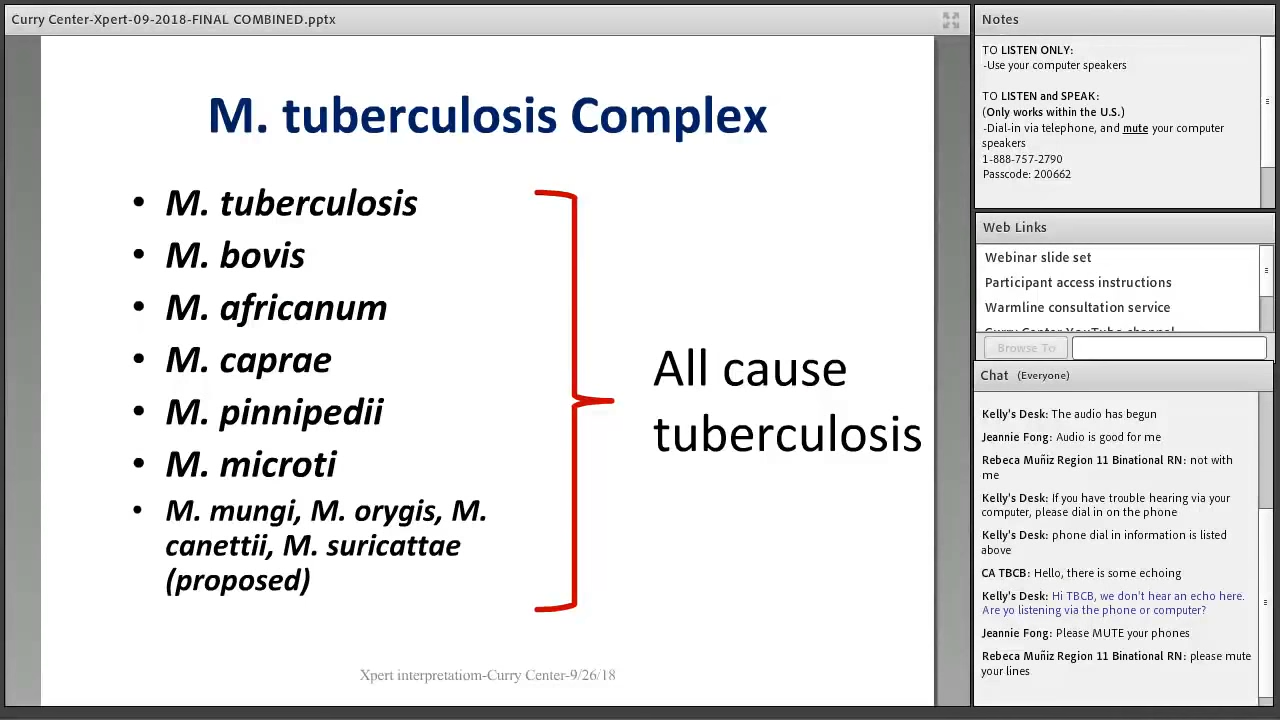 Curry Center-Xpert-09-2018-FINAL COMBINED.pptx
M. tuberculosis Complex
• M. tuberculosis
• M. bovis
• M. africanum
• M. caprae
• M. pinnipedii
• M. microti
• M. mungi, M. orygis, M.
canettii, M. suricattae
(proposed)
All cause
tuberculosis
Xpert interpretatiom-Curry Center-9/26/18
Notes
TO LISTEN ONLY:
-Use your computer speakers
TO LISTEN and SPEAK:
(Only works within the U.S.)
-Dial-in via telephone, and mute your computer
speakers
1-888-757-2790
Passcode: 200662
Web Links
Webinar slide set
Participant access instructions
Warmline consultation service
Curry Center YouTube channel
Browse To
Chat (Everyone)
Kelly's Desk: The audio has begun
Jeannie Fong: Audio is good for me
Rebeca Muñiz Region 11 Binational RN: not with
me
Kelly's Desk: If you have trouble hearing via your
computer, please dial in on the phone
Kelly's Desk: phone dial in information is listed
above
CA TBCB: Hello, there is some echoing
Kelly's Desk: Hi TBCB, we don't hear an echo here.
Are yo listening via the phone or computer?
Jeannie Fong: Please MUTE your phones
Rebeca Muñiz Region 11 Binational RN: please mute
your lines